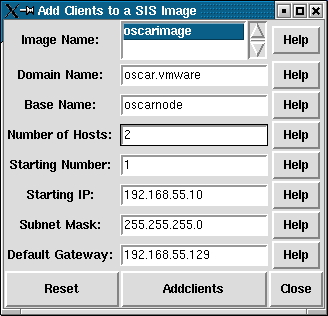 Add Clients to a SIS Image
Image Name: oscarimage Help
Domain Name: oscar.vmware Help
Base Name: oscarnode Help
Number of Hosts: 2 Help
Starting Number: 1 Help
Starting IP: 192.168.55.10 Help
Subnet Mask: 255.255.255.0 Help
Default Gateway: 192.168.55.129 Help
Reset Addclients Close